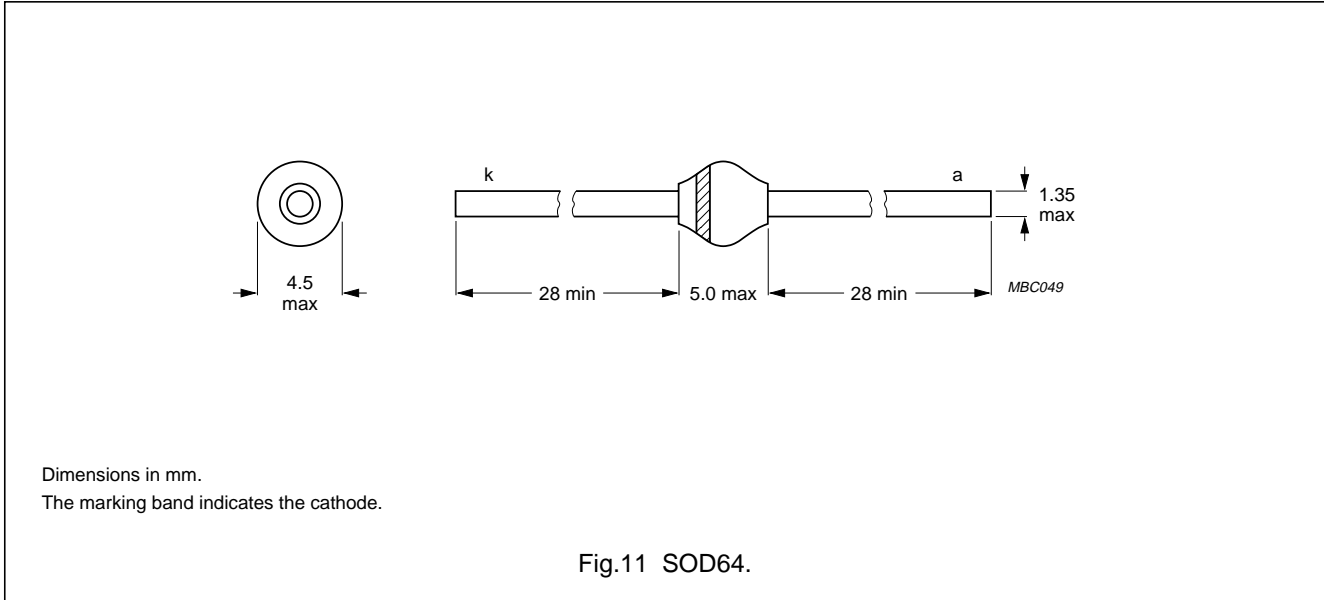 k
a
1.35
max
4.5
max
28 min
5.0 max
28 min
MBC049
Dimensions in mm.
The marking band indicates the cathode.
Fig.11 SOD64.